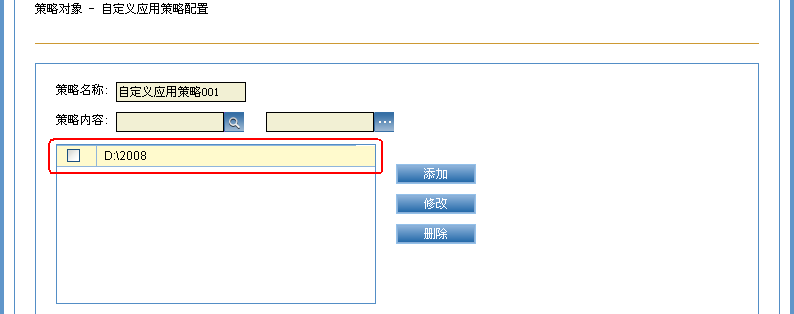 策略对象 - 自定义应用策略配置
策略名称: 自定义应用策略001
策略内容: ...
D:\2008
添加
修改
删除